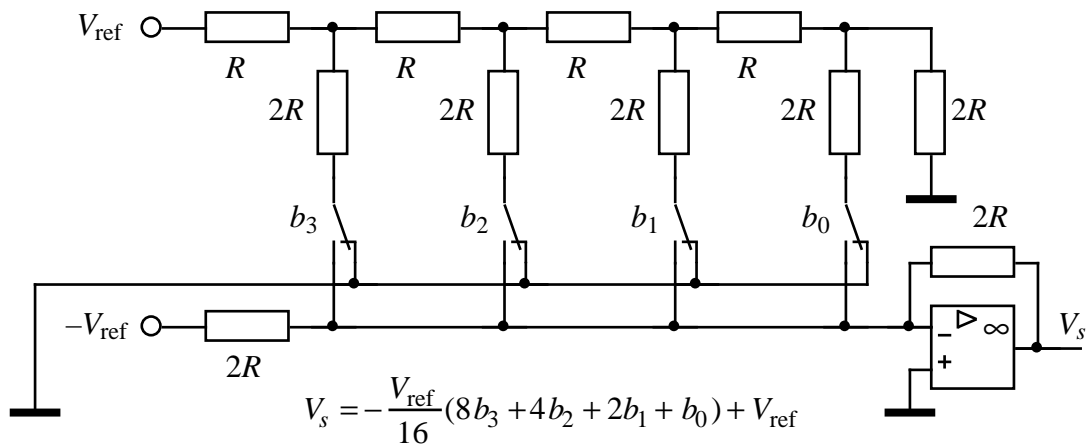 V_ref
R R R R
2R 2R 2R 2R 2R
b_3 b_2 b_1 b_0
2R
−V_ref
2R
− ∞
+
V_s
V_s = −V_ref/16 (8b_3 + 4b_2 + 2b_1 + b_0) + V_ref